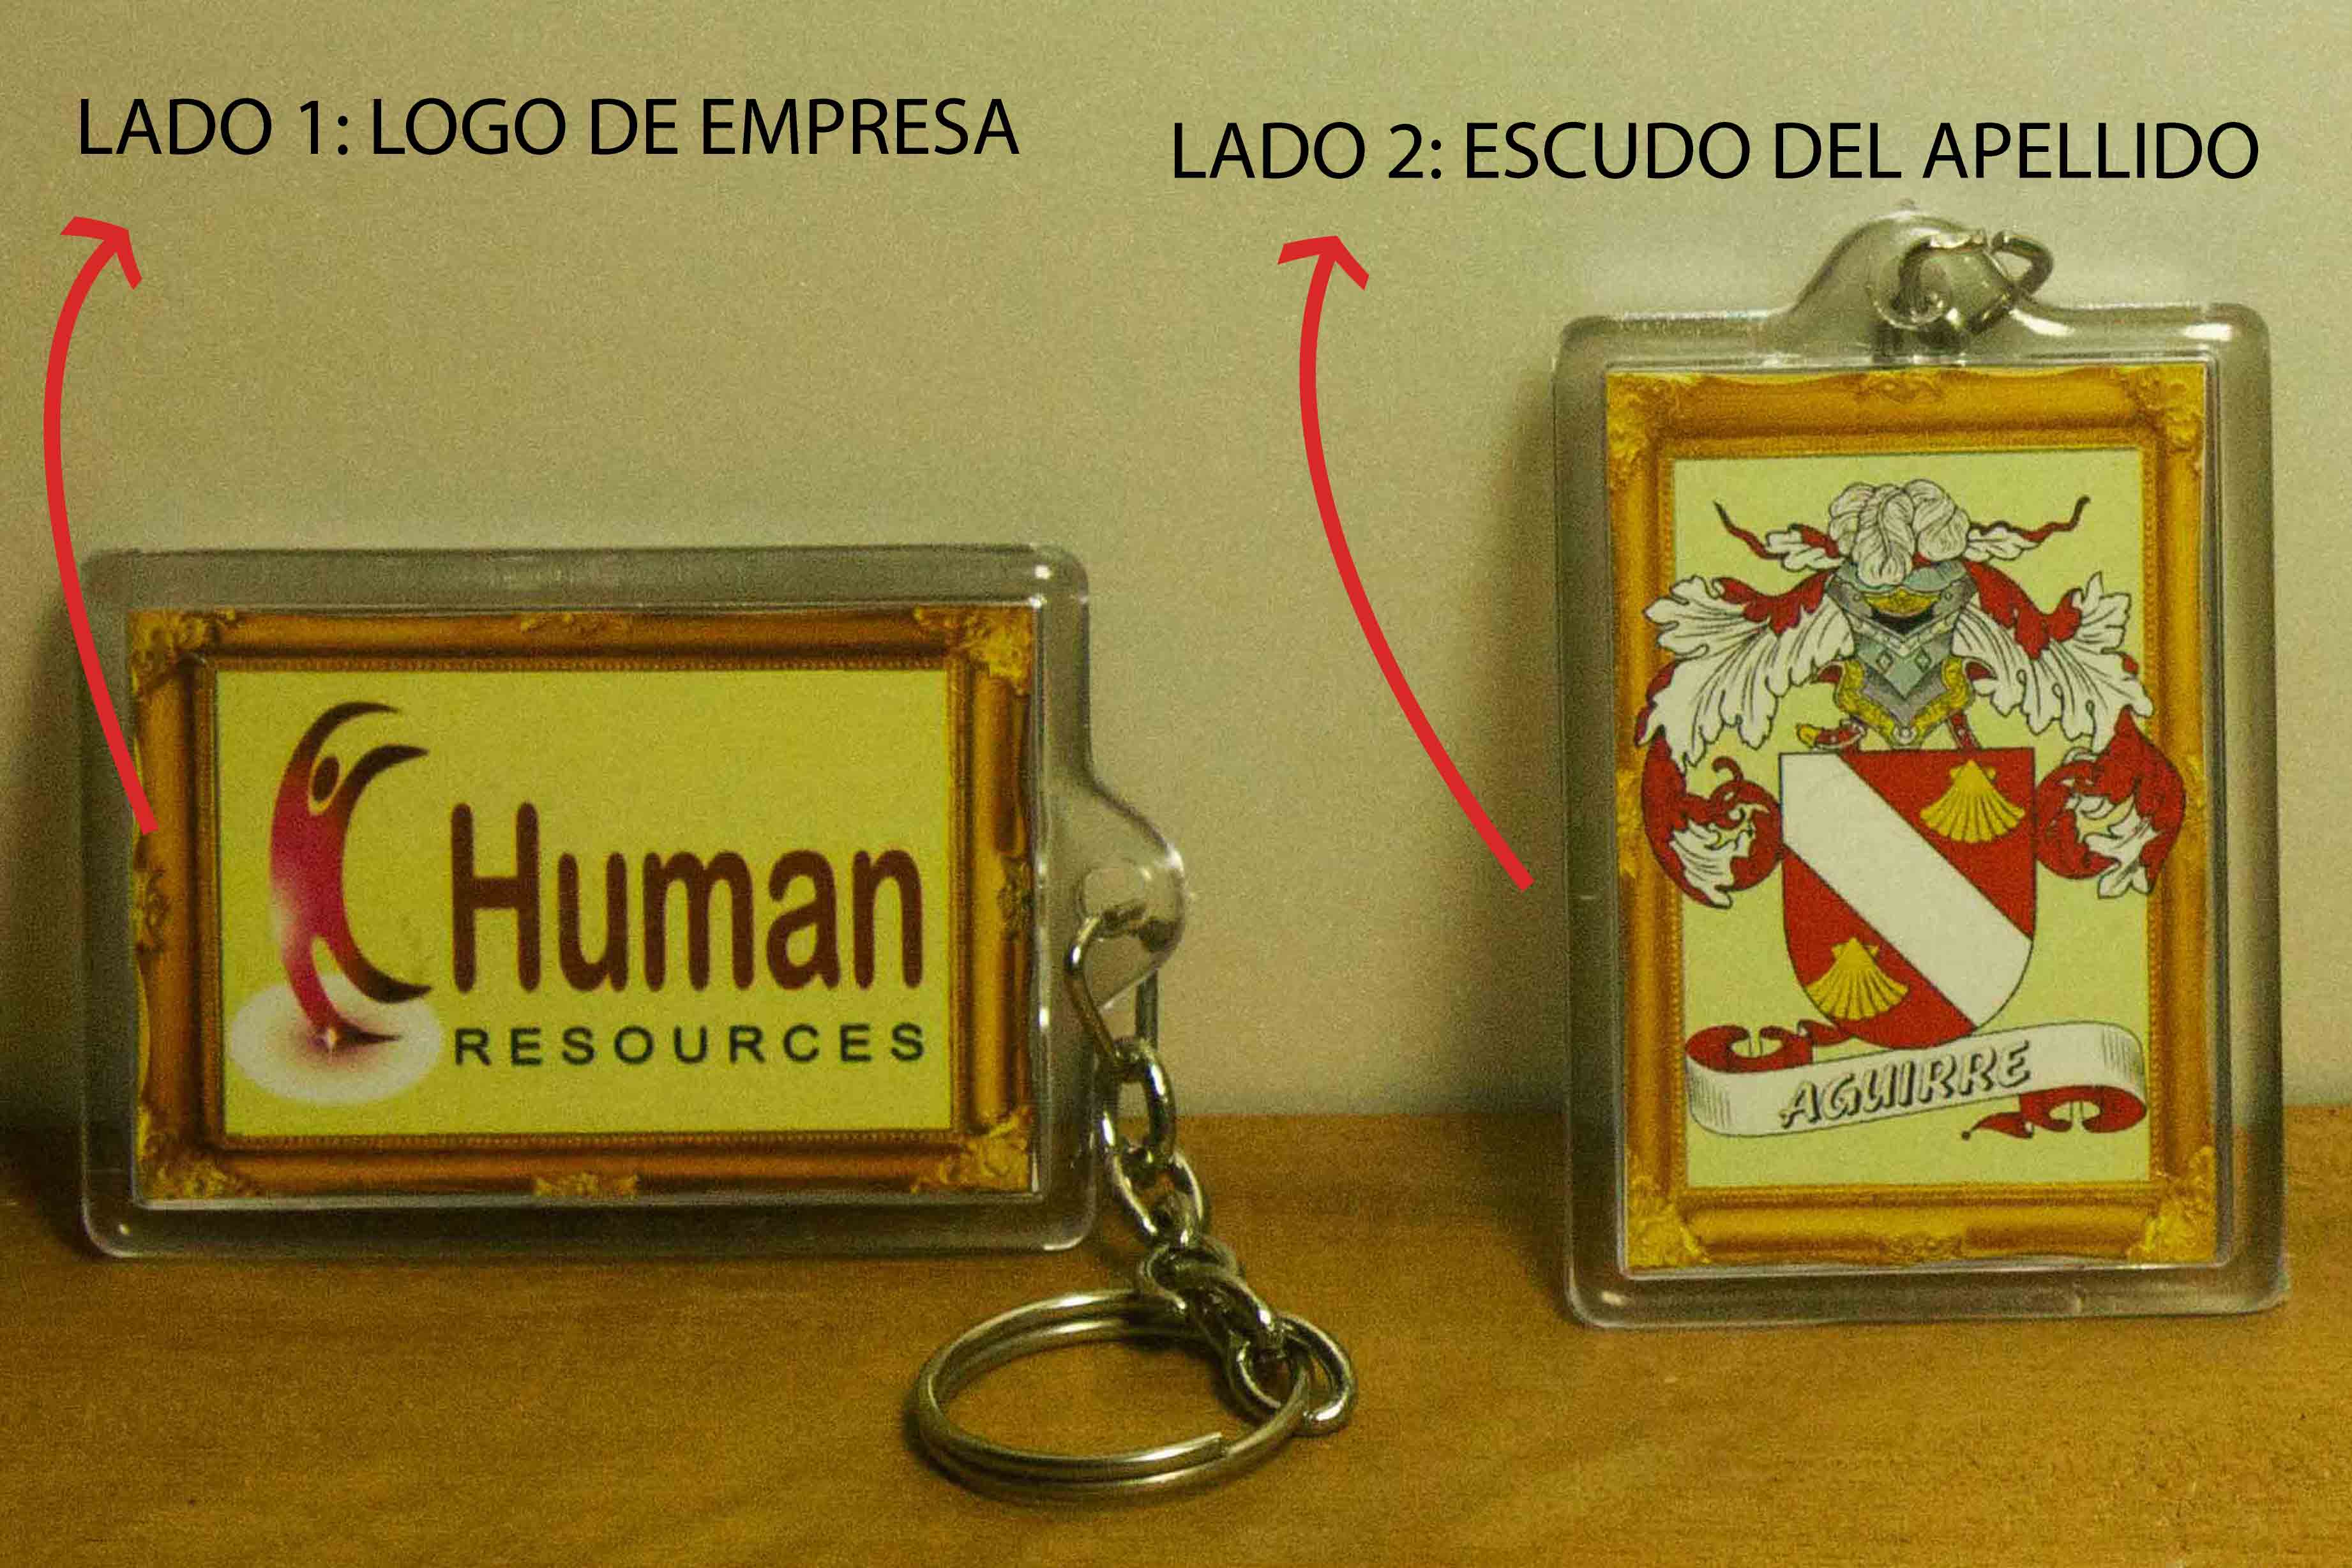 LADO 1: LOGO DE EMPRESA
LADO 2: ESCUDO DEL APELLIDO
Human
RESOURCES
AGUIRRE